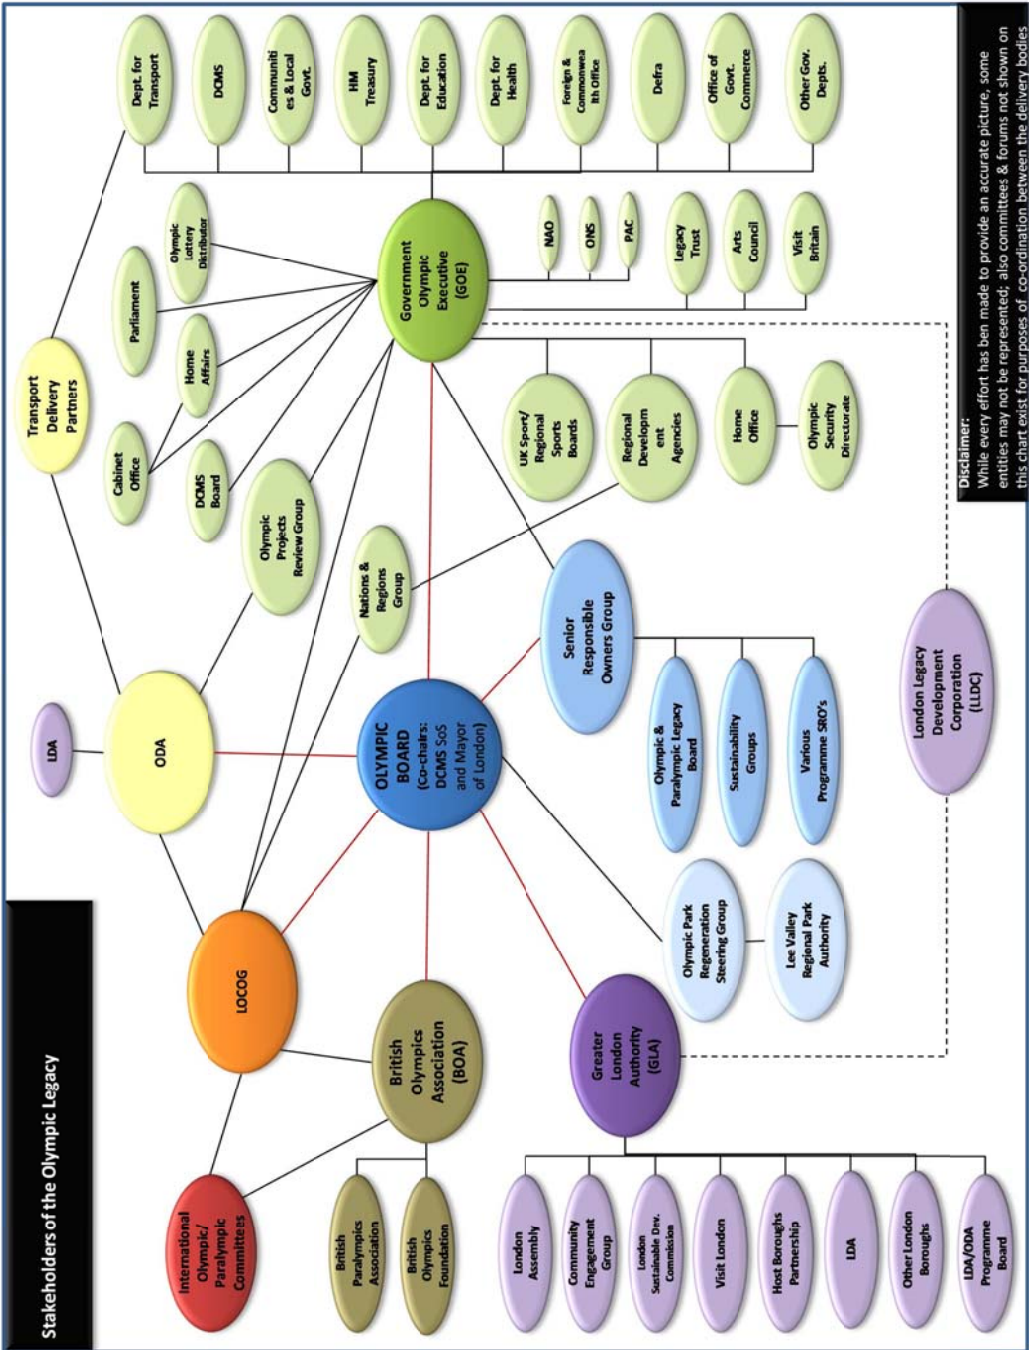 Stakeholders of the Olympic Legacy
LDA
Transport
Delivery
Partners
Dept. for
Transport
DCMS
Communiti
es & Local
Govt.
HM
Treasury
Dept. for
Education
Dept. for
Health
Foreign &
Commonwea
lth Office
Defra
Office of
Govt.
Commerce
Other Gov.
Depts.
Parliament
Olympic
Lottery
Distributor
Cabinet
Office
Home
Affairs
DCMS
Board
Olympic
Projects
Review Group
Nations &
Regions
Group
ODA
LOCOG
International
Olympic/
Paralympic
Committees
British
Olympics
Association
(BOA)
British
Paralympics
Association
British
Olympics
Foundation
OLYMPIC
BOARD
(Co-chairs:
DCMS SoS
and Mayor
of London)
Government
Olympic
Executive
(GOE)
NAO
ONS
PAC
Legacy
Trust
Arts
Council
Visit
Britain
UK Sport/
Regional
Sports
Boards
Regional
Developm
ent
Agencies
Home
Office
Olympic
Security
Directorate
Senior
Responsible
Owners Group
Olympic &
Paralympic Legacy
Board
Sustainability
Groups
Various
Programme SRO's
Olympic Park
Regeneration
Steering Group
Lee Valley
Regional Park
Authority
Greater
London
Authority
(GLA)
London
Assembly
Community
Engagement
Group
London
Sustainable Dev.
Commission
Visit London
Host Boroughs
Partnership
LDA
Other London
Boroughs
LDA/ODA
Programme
Board
London Legacy
Development
Corporation
(LLDC)
Disclaimer:
While every effort has ben made to provide an accurate picture, some
entities may not be represented; also committees & forums not shown on
this chart exist for purposes of co-ordination between the delivery bodies